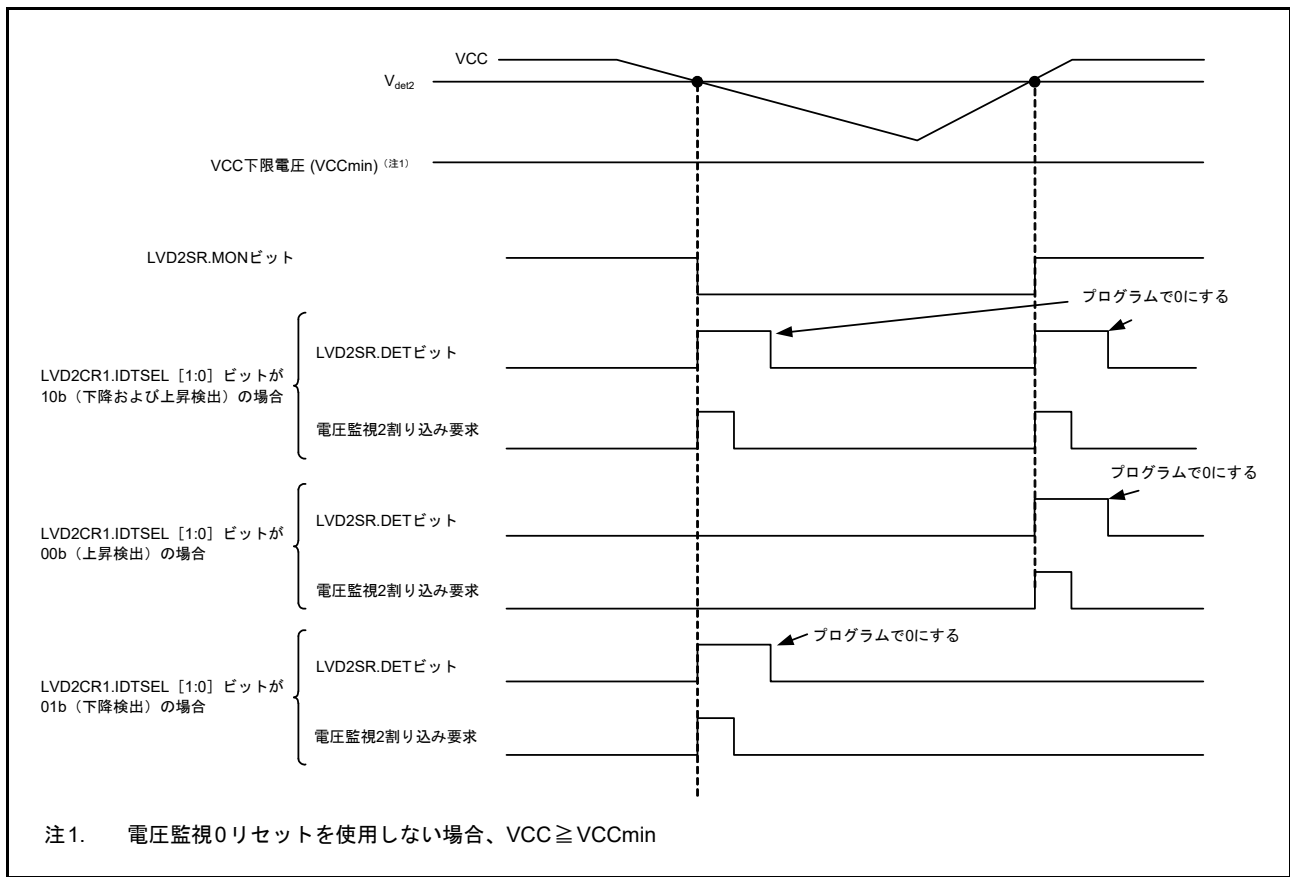 VCC
Vdet2
VCC下限電圧 (VCCmin)（注1）
LVD2SR.MONビット
プログラムで0にする
LVD2CR1.IDTSEL［1:0］ビットが
10b（下降および上昇検出）の場合
LVD2SR.DETビット
電圧監視2割り込み要求
プログラムで0にする
LVD2CR1.IDTSEL［1:0］ビットが
00b（上昇検出）の場合
LVD2SR.DETビット
電圧監視2割り込み要求
プログラムで0にする
LVD2CR1.IDTSEL［1:0］ビットが
01b（下降検出）の場合
LVD2SR.DETビット
電圧監視2割り込み要求
注1. 電圧監視0リセットを使用しない場合、VCC≧VCCmin